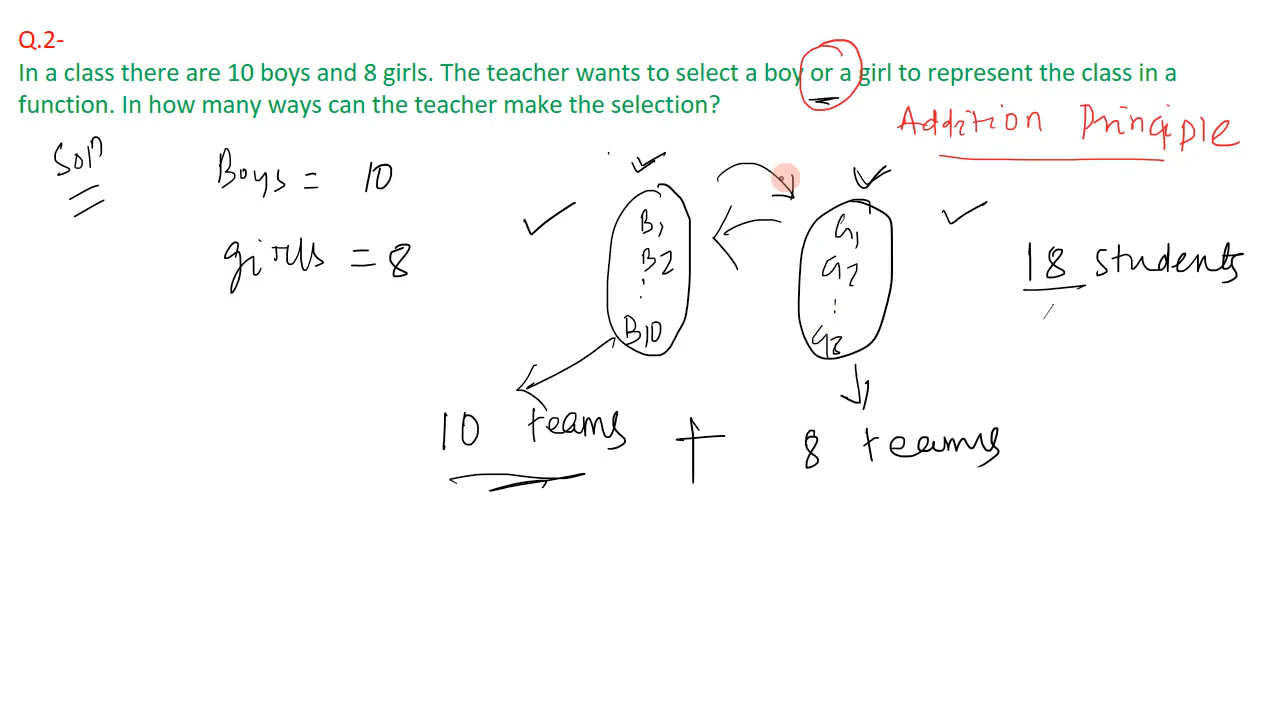 Q.2-
In a class there are 10 boys and 8 girls. The teacher wants to select a boy or a girl to represent the class in a
function. In how many ways can the teacher make the selection?
Addition Principle
Soln
Boys = 10
girls = 8
B1
B2
B10
G1
G2
G8
18 students
10 teams + 8 teams